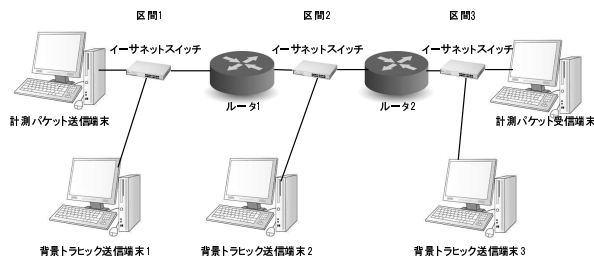 区間1
区間2
区間3
イーサネットスイッチ
イーサネットスイッチ
イーサネットスイッチ
計測パケット送信端末
ルータ1
ルータ2
計測パケット受信端末
背景トラヒック送信端末1
背景トラヒック送信端末2
背景トラヒック送信端末3